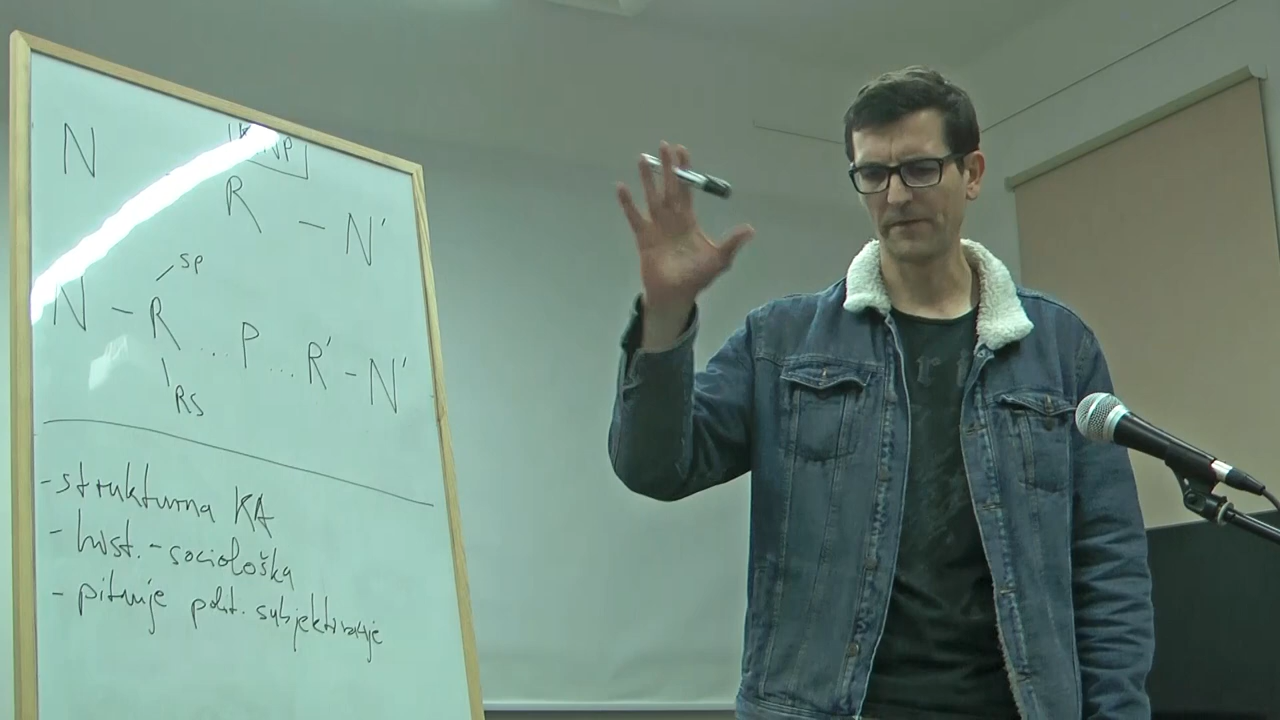 N
R - N'
SP
N - R ... P ... R' - N'
RS
- strukturna KA
- hist. - sociološka
- pitanje polit. subjektivacije